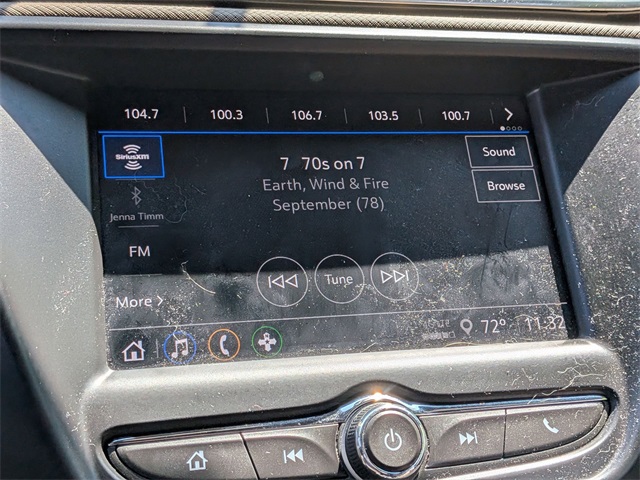 104.7 100.3 106.7 103.5 100.7
SiriusXM
7 70s on 7
Sound
Earth, Wind & Fire
Browse
September (78)
Jenna Timm
FM
Tune
More
72° 11:32